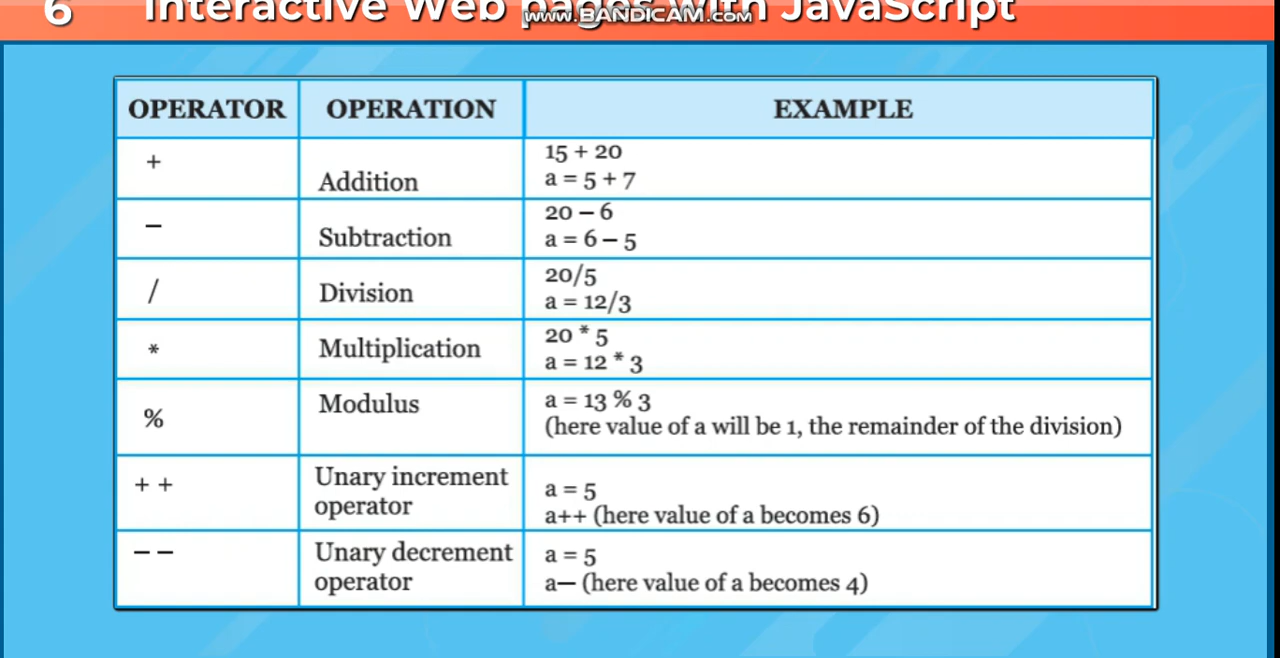 6 Interactive Web pages with JavaScript
www.BANDICAM.com
OPERATOR OPERATION EXAMPLE
+ Addition 15 + 20
a = 5 + 7
– Subtraction 20 – 6
a = 6 – 5
/ Division 20/5
a = 12/3
* Multiplication 20 * 5
a = 12 * 3
% Modulus a = 13 % 3
(here value of a will be 1, the remainder of the division)
+ + Unary increment
operator
a = 5
a++ (here value of a becomes 6)
– – Unary decrement
operator
a = 5
a– (here value of a becomes 4)